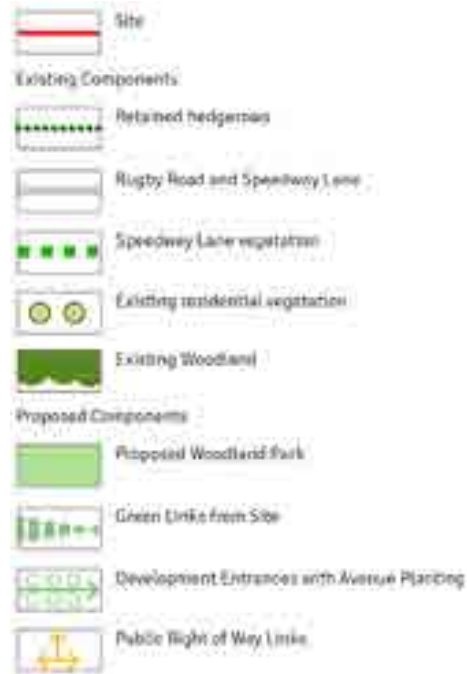 Site
Existing Components
Retained hedgerows
Rugby Road and Speedway Lane
Speedway Lane vegetation
Existing residential vegetation
Existing Woodland
Proposed Components
Proposed Woodland Park
Green Links from Site
Development Entrances with Avenue Planting
Public Right of Way Links